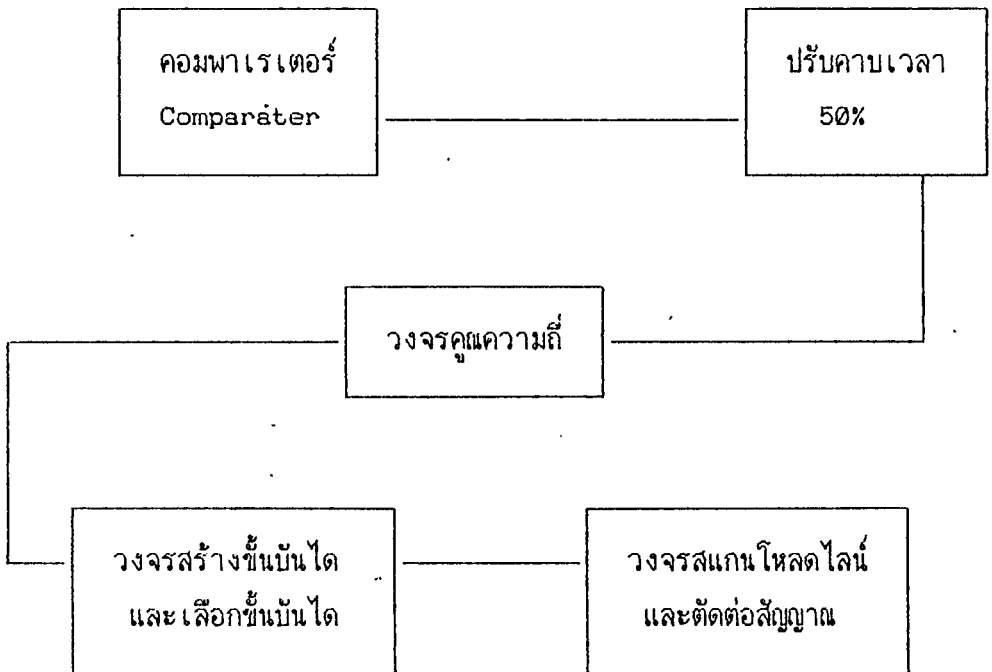 คอมพาเรเตอร์
Comparáter
ปรับคาบเวลา
50%
วงจรคูณความถี่
วงจรสร้างขั้นบันได
และเลือกขั้นบันได
วงจรสแกนโหลดไลน์
และตัดต่อสัญญาณ